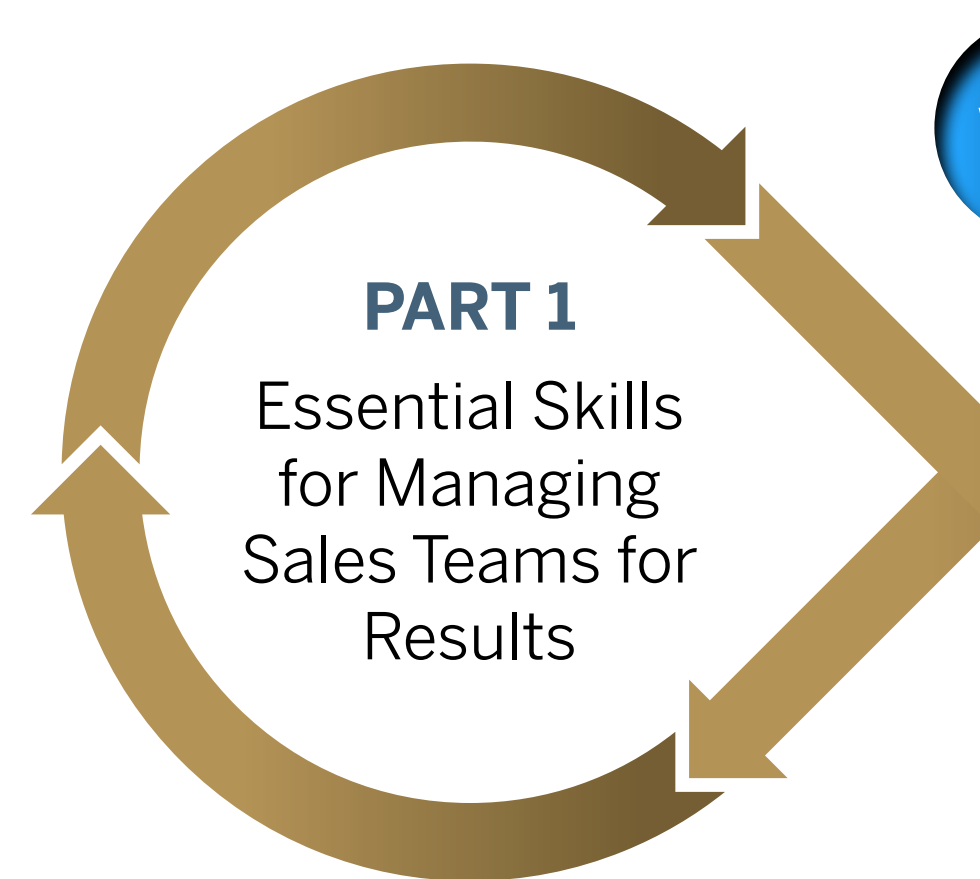 PART 1
Essential Skills
for Managing
Sales Teams for
Results